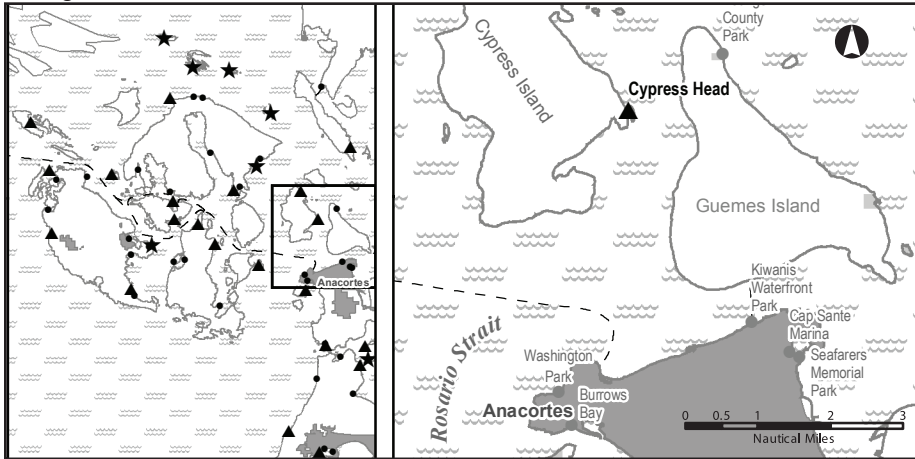 Anacortes
County
Park
Cypress Island
Cypress Head
Guemes Island
Kiwanis
Waterfront
Park
Cap Sante
Marina
Seafarers
Memorial
Park
Rosario Strait
Washington
Park
Burrows
Bay
Anacortes
0 0.5 1 2 3
Nautical Miles